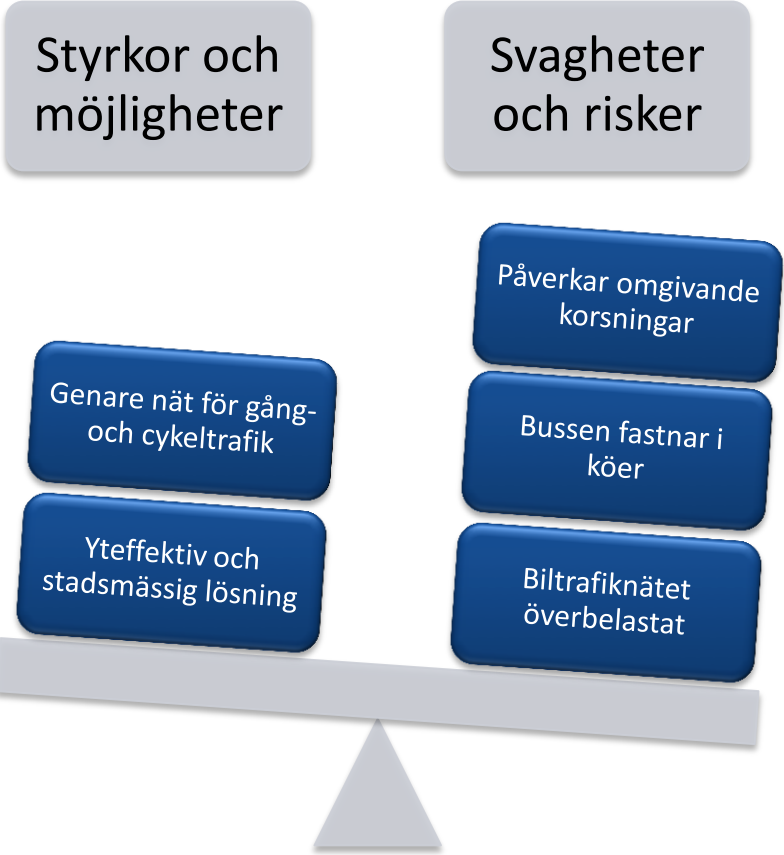 Styrkor och
möjligheter
Svagheter
och risker
Genare nät för gång-
och cykeltrafik
Yteffektiv och
stadsmässig lösning
Påverkar omgivande
korsningar
Bussen fastnar i
köer
Biltrafiknätet
överbelastat